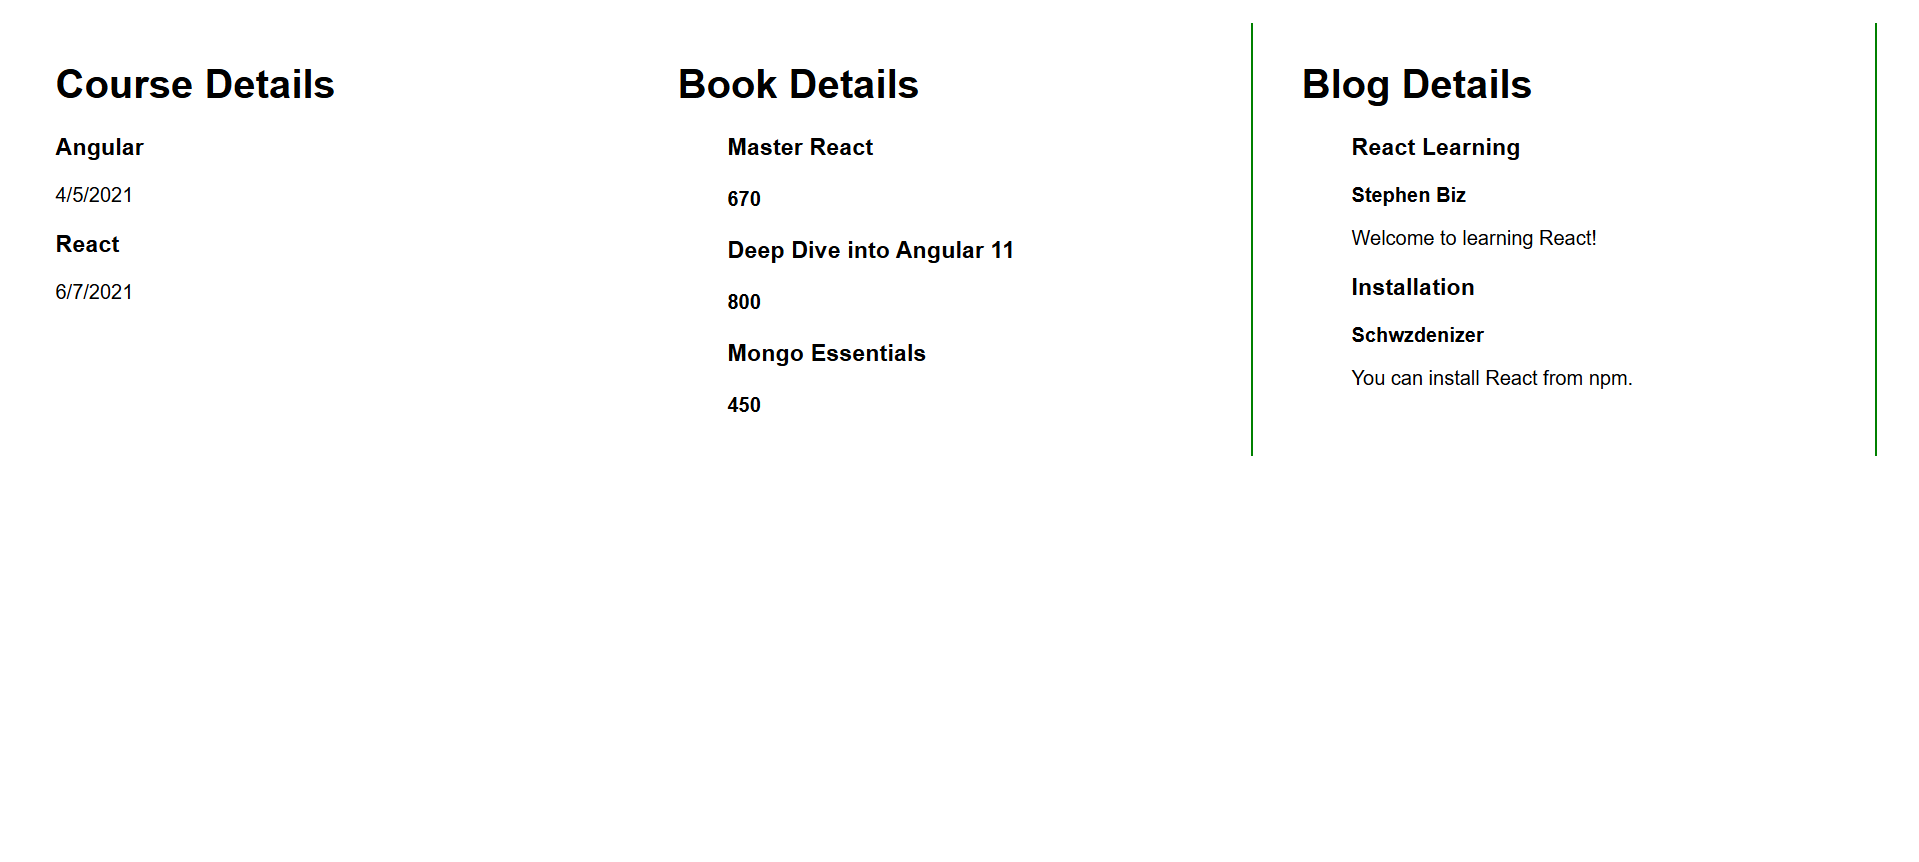 Course Details
Angular
4/5/2021
React
6/7/2021
Book Details
Master React
670
Deep Dive into Angular 11
800
Mongo Essentials
450
Blog Details
React Learning
Stephen Biz
Welcome to learning React!
Installation
Schwzdenizer
You can install React from npm.